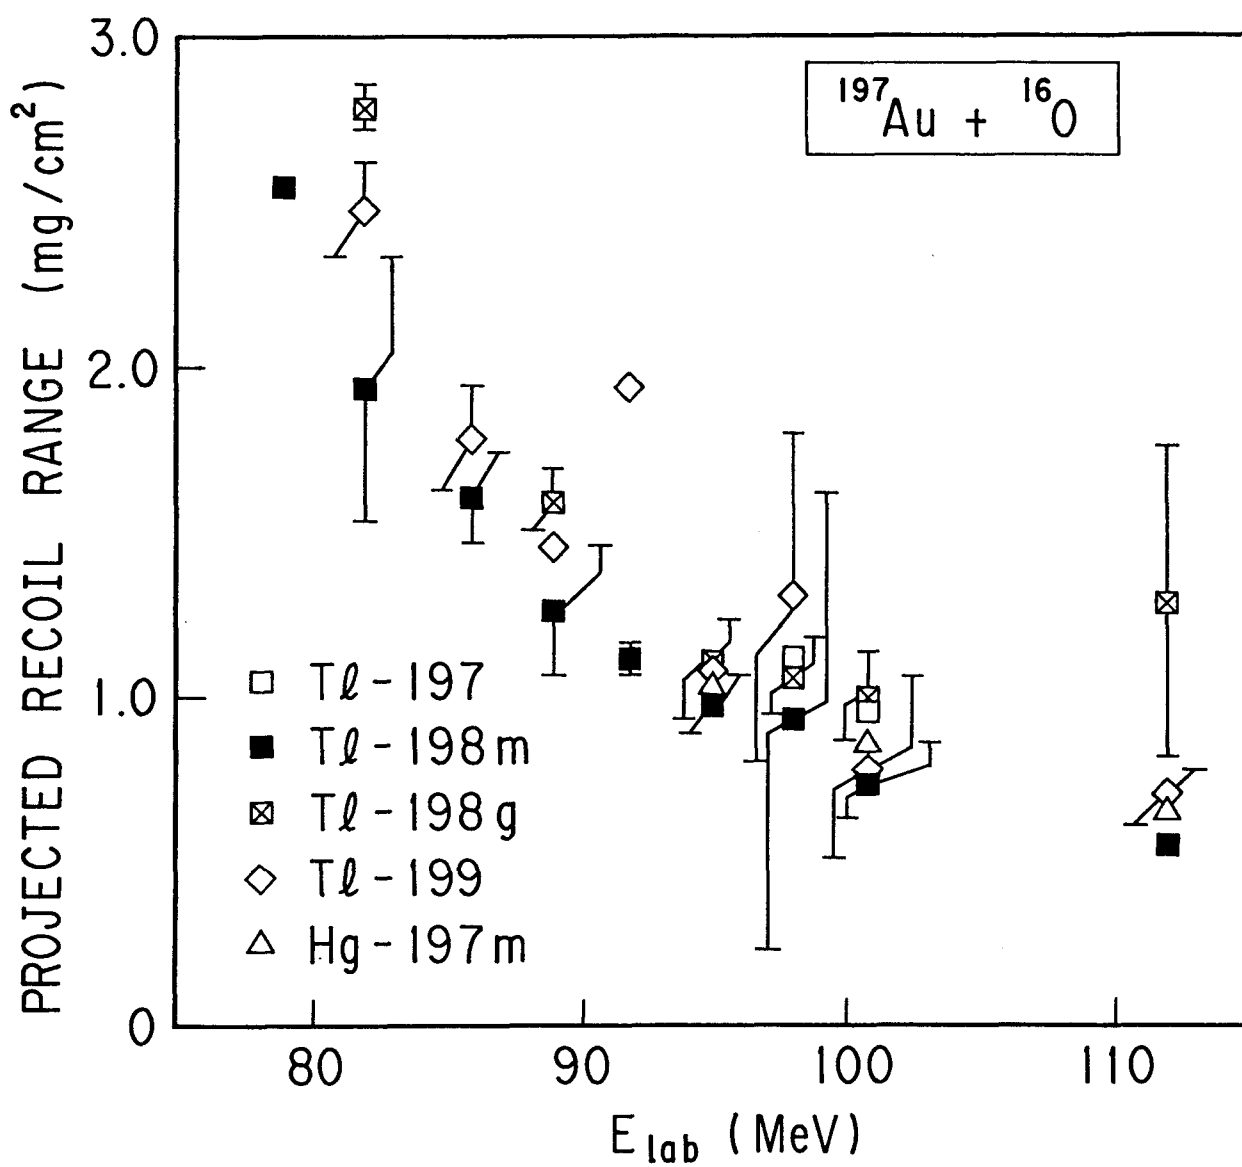 3.0
2.0
1.0
0
PROJECTED RECOIL RANGE (mg/cm²)
¹⁹⁷Au + ¹⁶O
Tℓ-197
Tℓ-198m
Tℓ-198g
Tℓ-199
Hg-197m
80 90 100 110
E_lab (MeV)